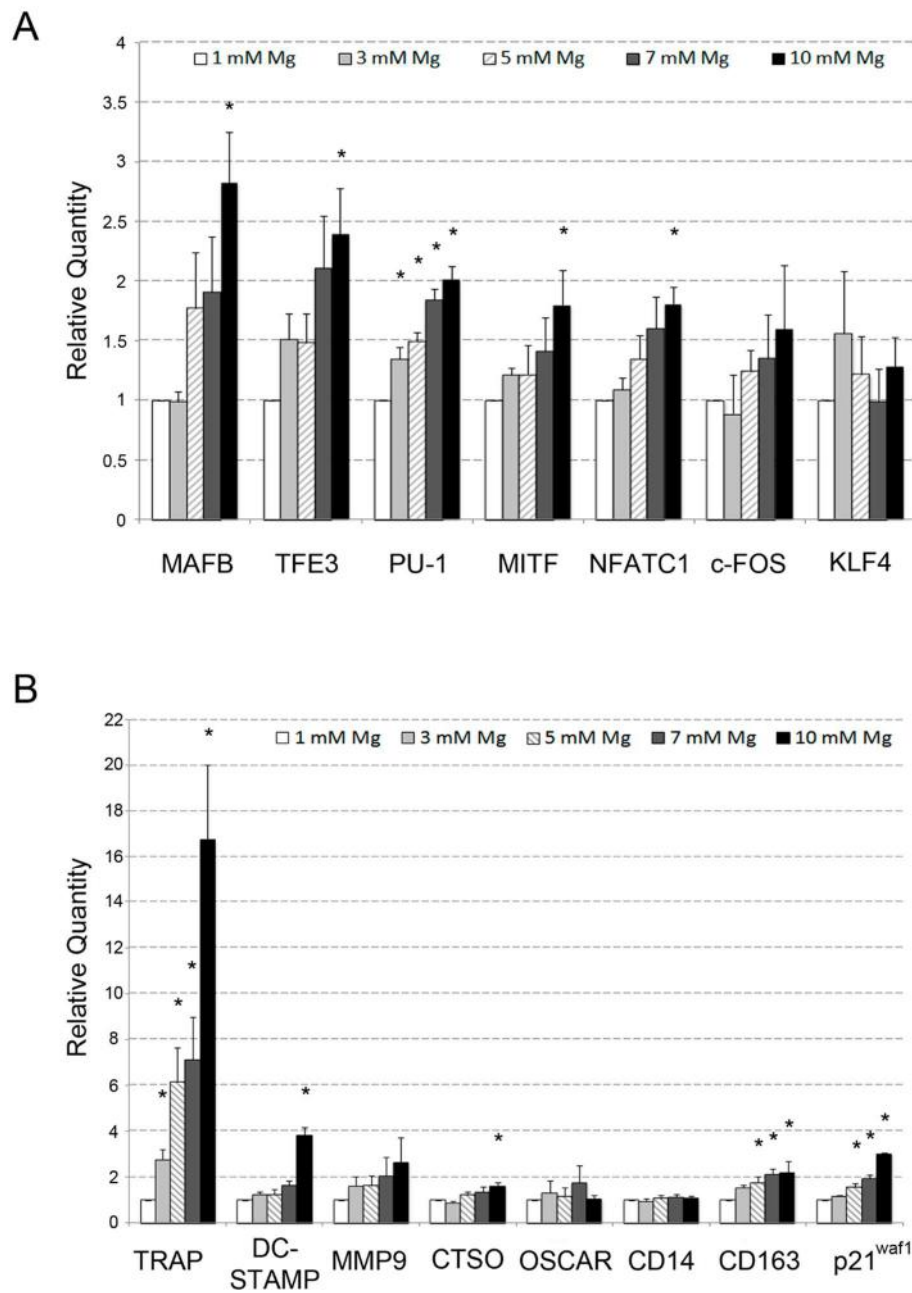 A
4
1 mM Mg 3 mM Mg 5 mM Mg 7 mM Mg 10 mM Mg
3.5
*
3
*
2.5
* * * *
* *
2
1.5
1
0.5
0
Relative Quantity
MAFB TFE3 PU-1 MITF NFATC1 c-FOS KLF4
B
22
1 mM Mg 3 mM Mg 5 mM Mg 7 mM Mg 10 mM Mg
*
20
18
16
14
12
*
10
*
8
6
*
*
4
* * * * * * *
2
0
Relative Quantity
TRAP DC-STAMP MMP9 CTSO OSCAR CD14 CD163 p21waf1